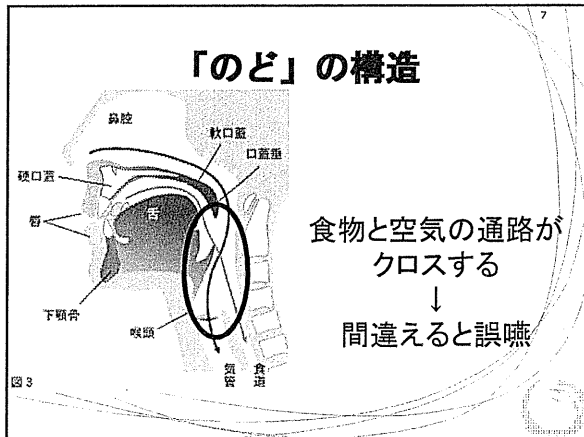 7
「のど」の構造
鼻腔
軟口蓋
口蓋垂
硬口蓋
唇
舌
下顎骨
喉頭
気管
食道
食物と空気の通路が
クロスする
↓
間違えると誤嚥
図3